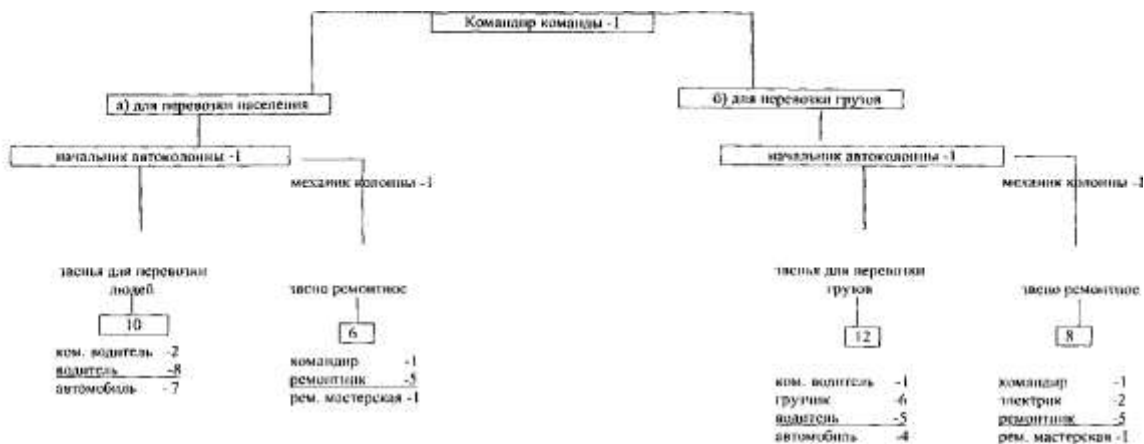 Командир команды -1
а) для перевозки населения
б) для перевозки грузов
начальник автоколонны -1
механик колонны -1
начальник автоколонны -1
механик колонны -1
звенья для перевозки
людей
10
ком. водитель -2
водитель -8
автомобиль -7
звено ремонтное
6
командир -1
ремонтник -5
рем. мастерская -1
звенья для перевозки
грузов
12
ком. водитель -1
грузчик -6
водитель -5
автомобиль -4
звено ремонтное
8
командир -1
электрик -2
ремонтник -5
рем. мастерская -1